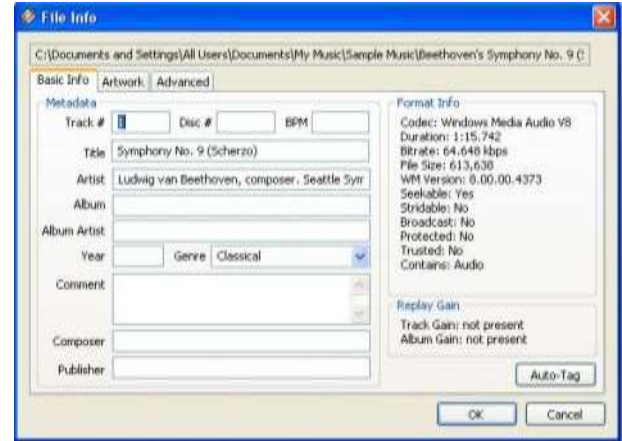 File Info
C:\Documents and Settings\All Users\Documents\My Music\Sample Music\Beethoven's Symphony No. 9 (S
Basic Info Artwork Advanced
Metadata
Track # Disc # BPM
Title Symphony No. 9 (Scherzo)
Artist Ludwig van Beethoven, composer. Seattle Sym
Album
Album Artist
Year Genre Classical
Comment
Composer
Publisher
Format Info
Codec: Windows Media Audio V8
Duration: 1:15.742
Bitrate: 64.648 kbps
File Size: 613,638
WM Version: 8.00.00.4373
Seekable: Yes
Stridable: No
Broadcast: No
Protected: No
Trusted: No
Contains: Audio
Replay Gain
Track Gain: not present
Album Gain: not present
Auto-Tag
OK Cancel